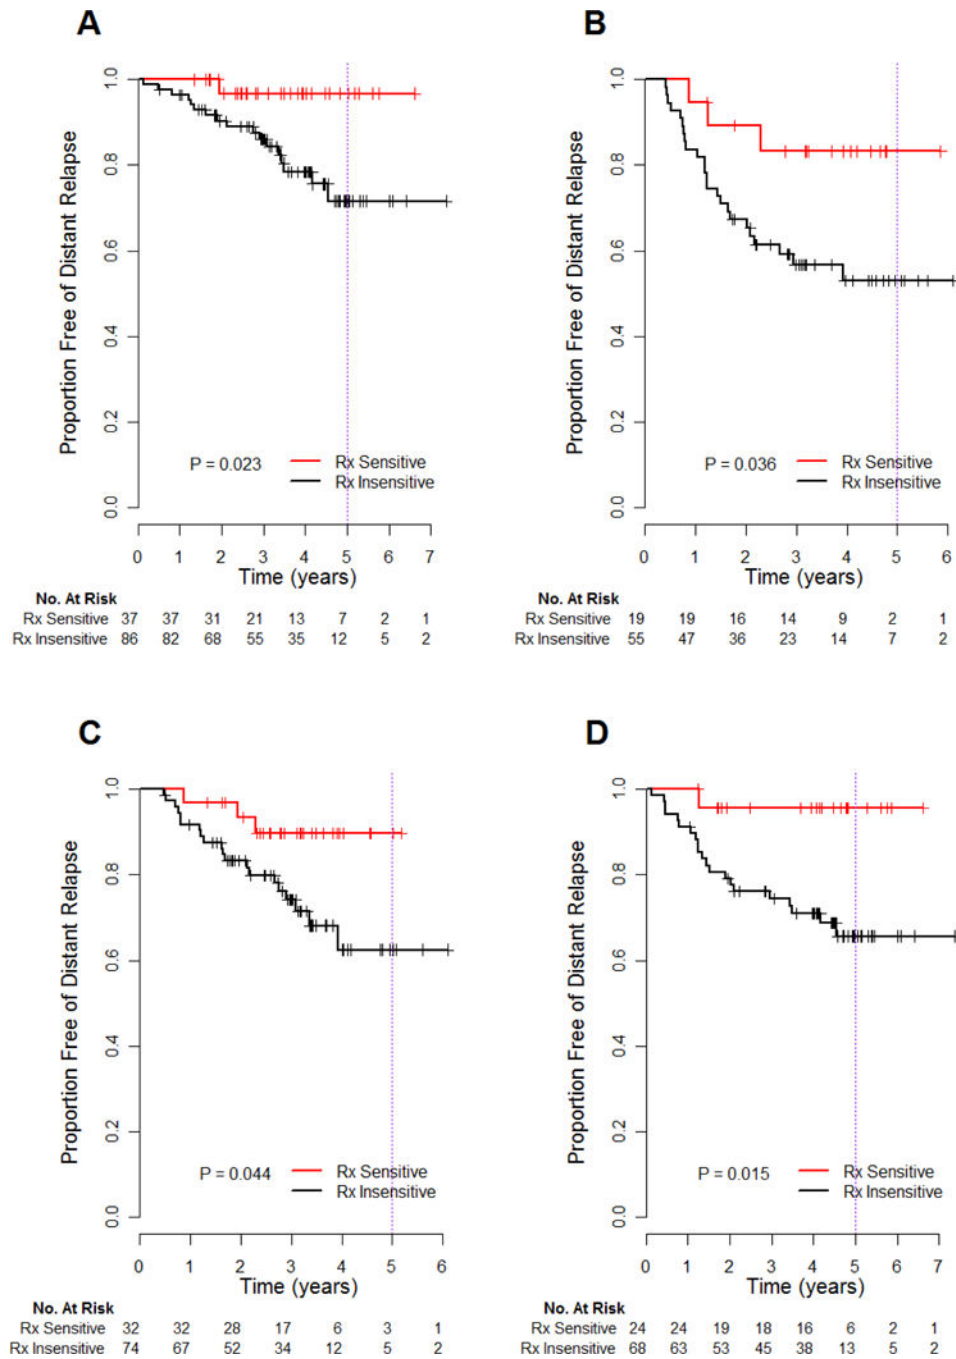 A
Proportion Free of Distant Relapse
1.0
0.8
0.6
0.4
0.2
0.0
P = 0.023
Rx Sensitive
Rx Insensitive
0 1 2 3 4 5 6 7
Time (years)
No. At Risk
Rx Sensitive 37 37 31 21 13 7 2 1
Rx Insensitive 86 82 68 55 35 12 5 2
B
Proportion Free of Distant Relapse
1.0
0.8
0.6
0.4
0.2
0.0
P = 0.036
Rx Sensitive
Rx Insensitive
0 1 2 3 4 5 6
Time (years)
No. At Risk
Rx Sensitive 19 19 16 14 9 2 1
Rx Insensitive 55 47 36 23 14 7 2
C
Proportion Free of Distant Relapse
1.0
0.8
0.6
0.4
0.2
0.0
P = 0.044
Rx Sensitive
Rx Insensitive
0 1 2 3 4 5 6
Time (years)
No. At Risk
Rx Sensitive 32 32 28 17 6 3 1
Rx Insensitive 74 67 52 34 12 5 2
D
Proportion Free of Distant Relapse
1.0
0.8
0.6
0.4
0.2
0.0
P = 0.015
Rx Sensitive
Rx Insensitive
0 1 2 3 4 5 6 7
Time (years)
No. At Risk
Rx Sensitive 24 24 19 18 16 6 2 1
Rx Insensitive 68 63 53 45 38 13 5 2